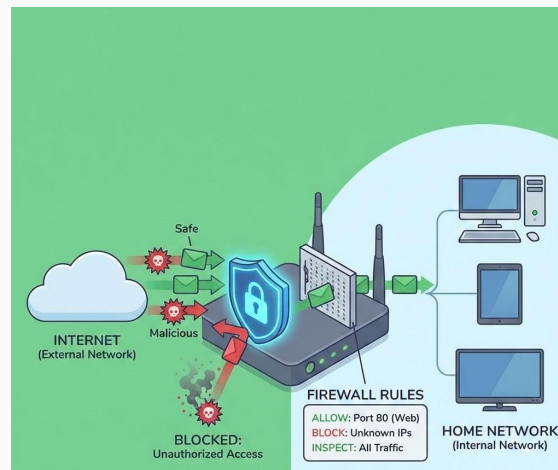 Safe
Malicious
INTERNET
(External Network)
BLOCKED:
Unauthorized Access
FIREWALL RULES
ALLOW: Port 80 (Web)
BLOCK: Unknown IPs
INSPECT: All Traffic
HOME NETWORK
(Internal Network)